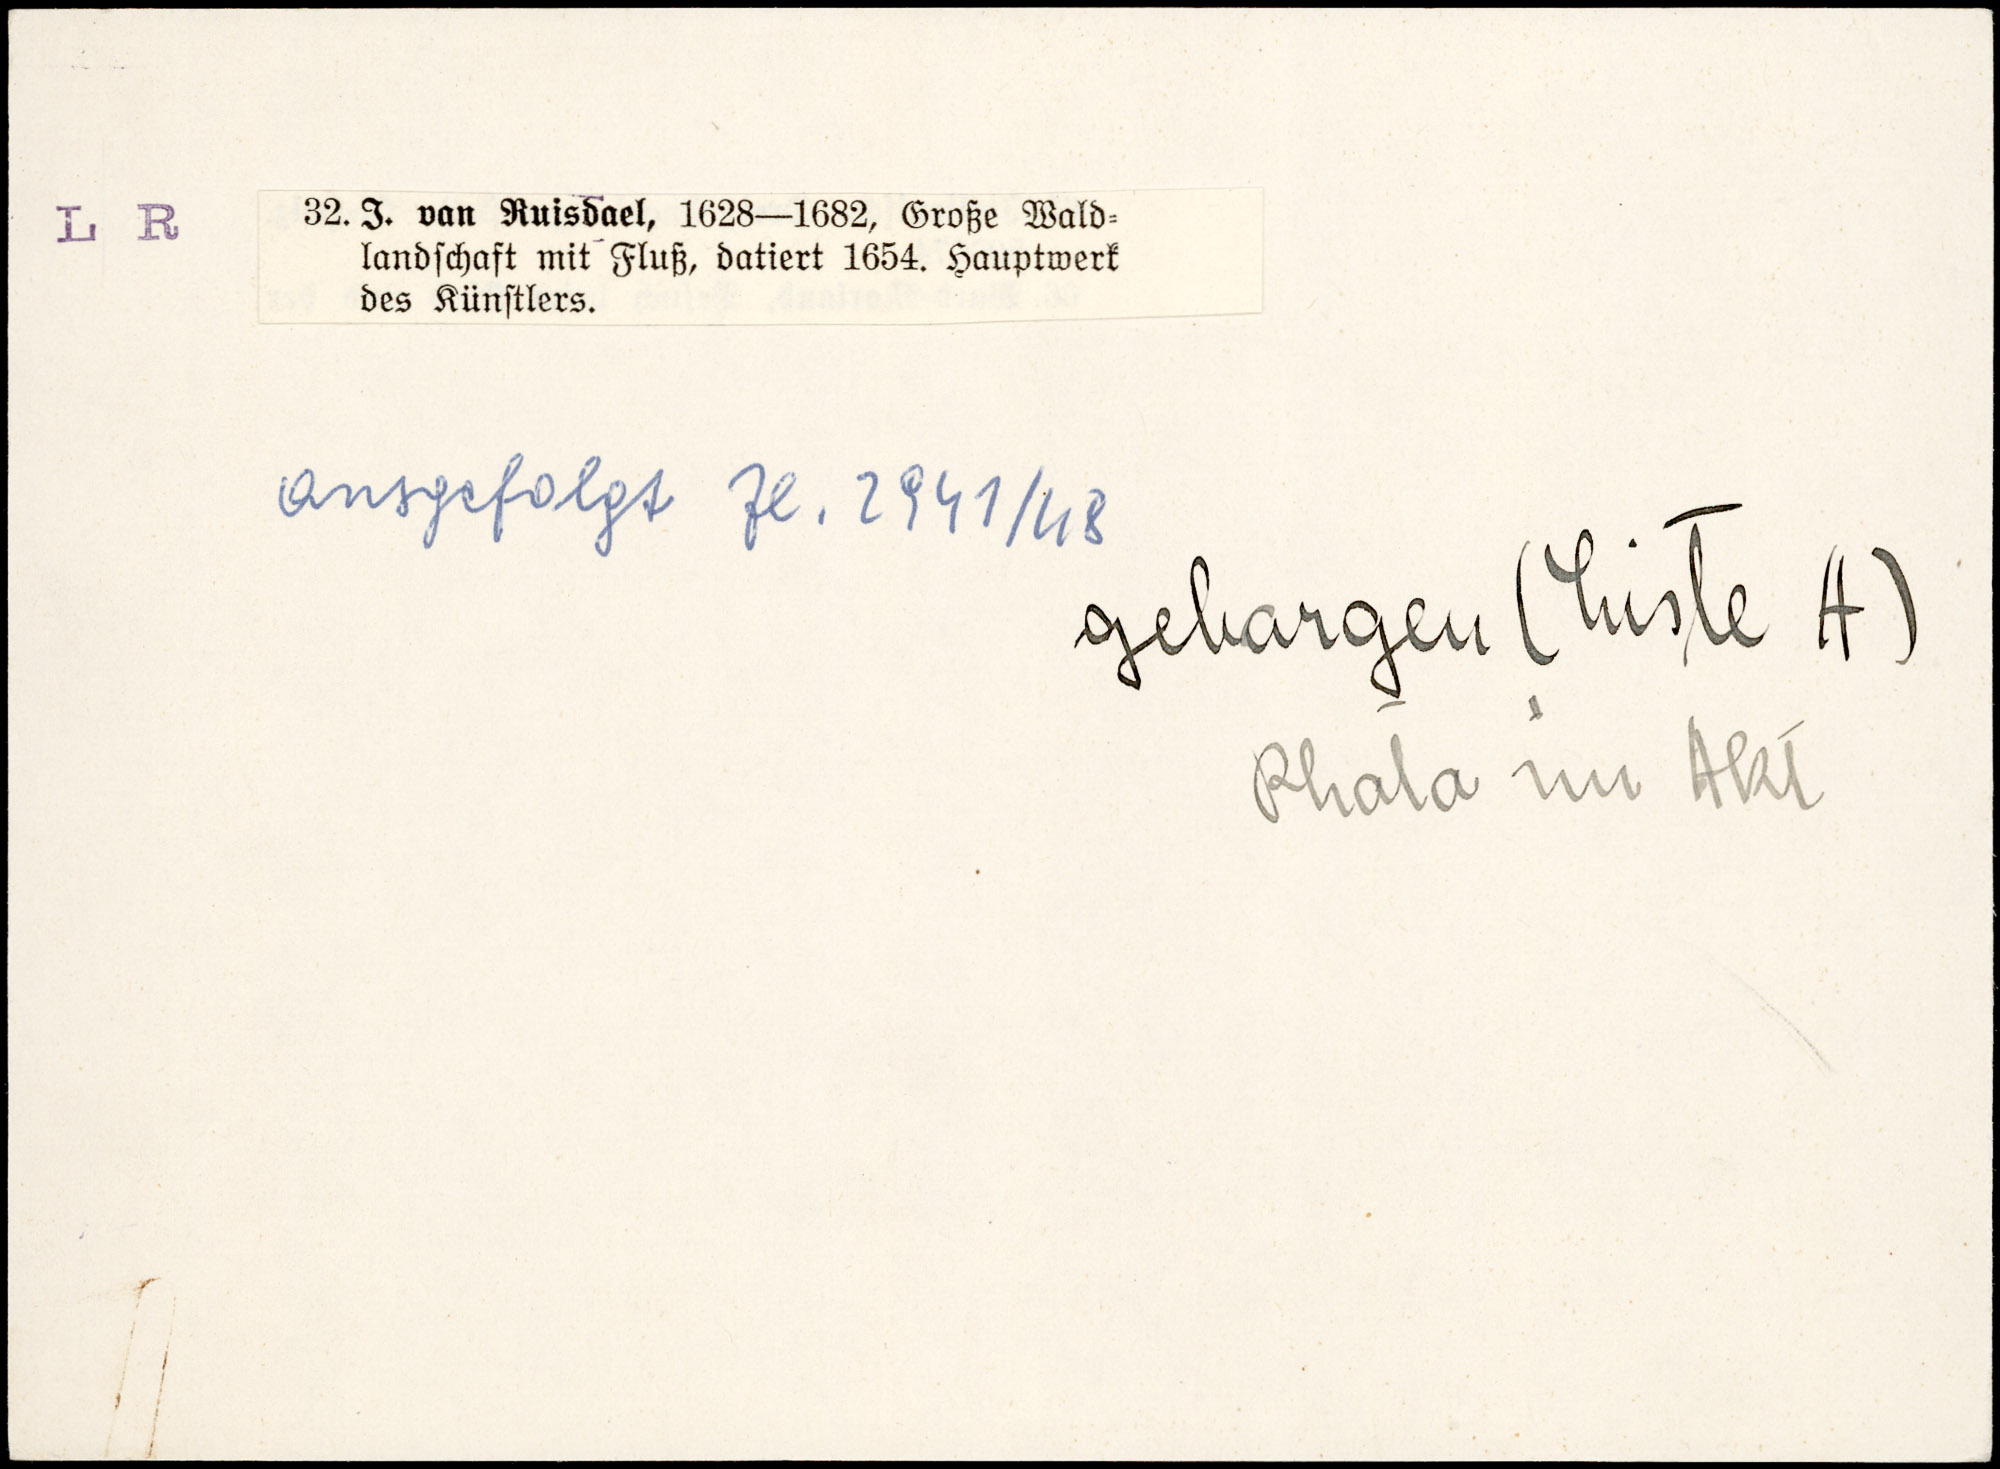 L R
32. J. van Ruisdael, 1628—1682, Große Wald=
landschaft mit Fluß, datiert 1654. Hauptwerk
des Künstlers.
ausgefolgt Zl. 2941/48
geborgen (Liste A)
Photo im Akt